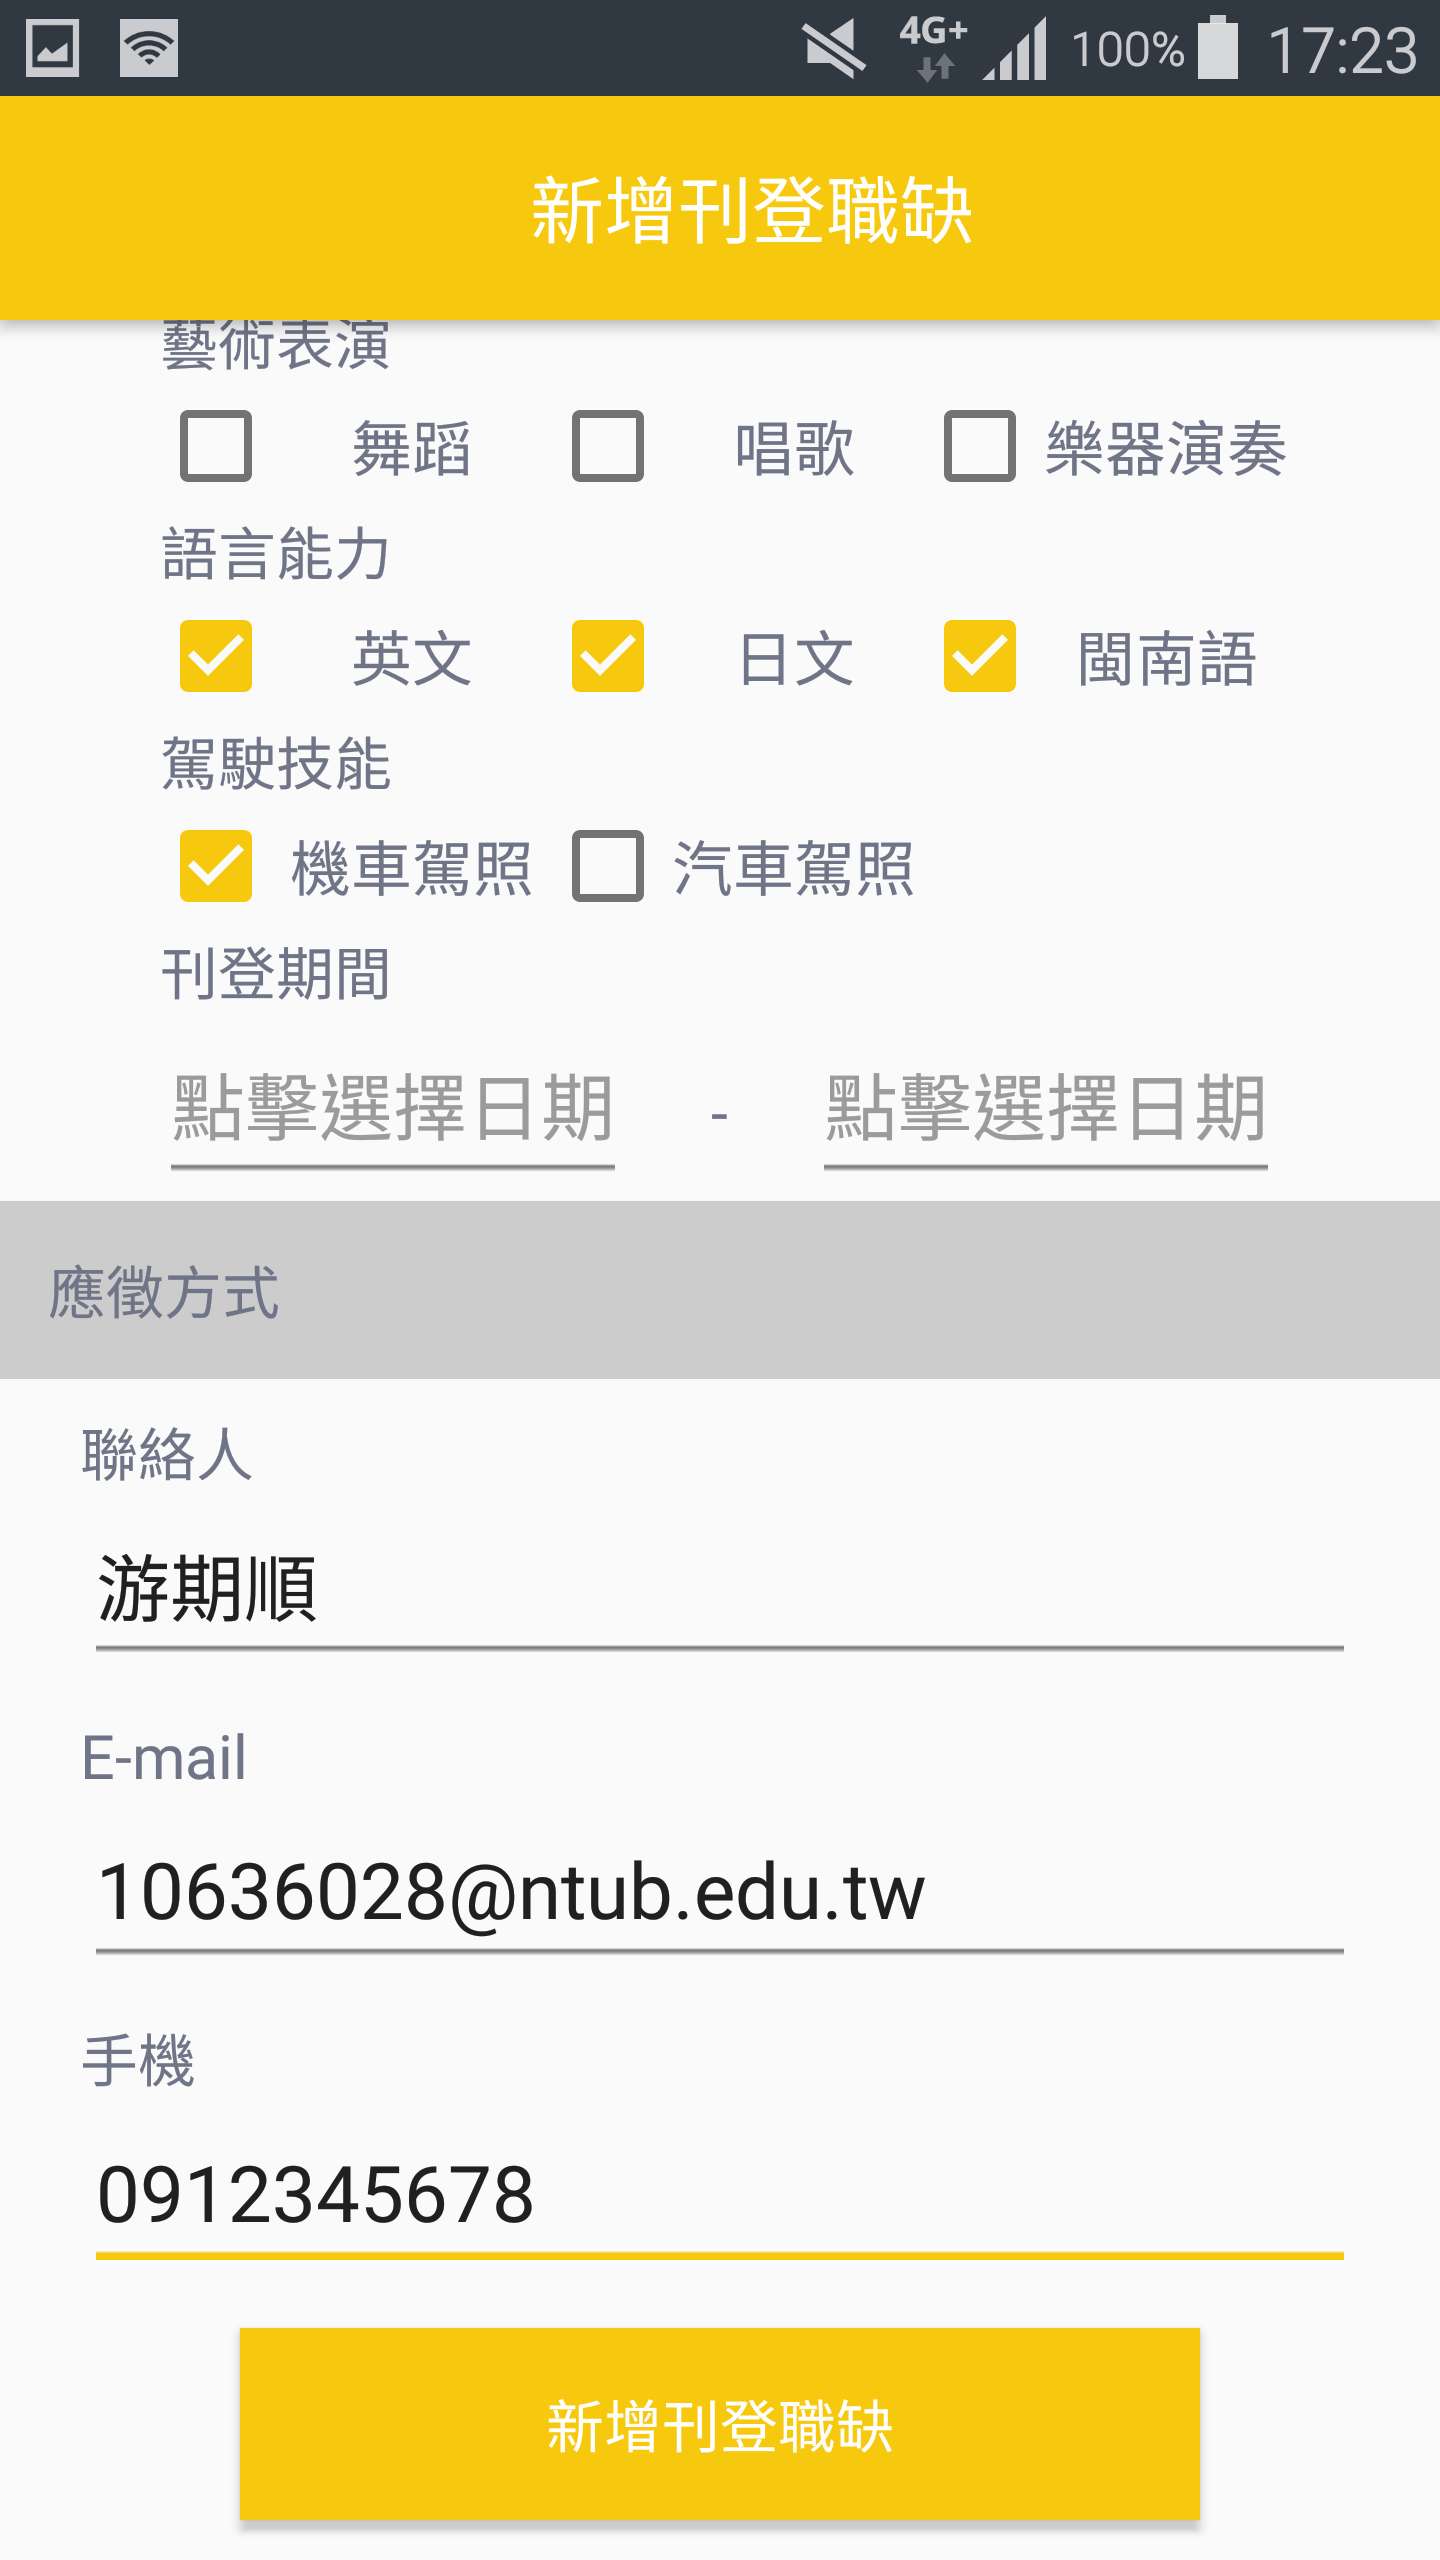 4G+ 100% 17:23
新增刊登職缺
藝術表演
舞蹈 唱歌 樂器演奏
語言能力
英文 日文 閩南語
駕駛技能
機車駕照 汽車駕照
刊登期間
點擊選擇日期 - 點擊選擇日期
應徵方式
聯絡人
游期順
E-mail
10636028@ntub.edu.tw
手機
0912345678
新增刊登職缺